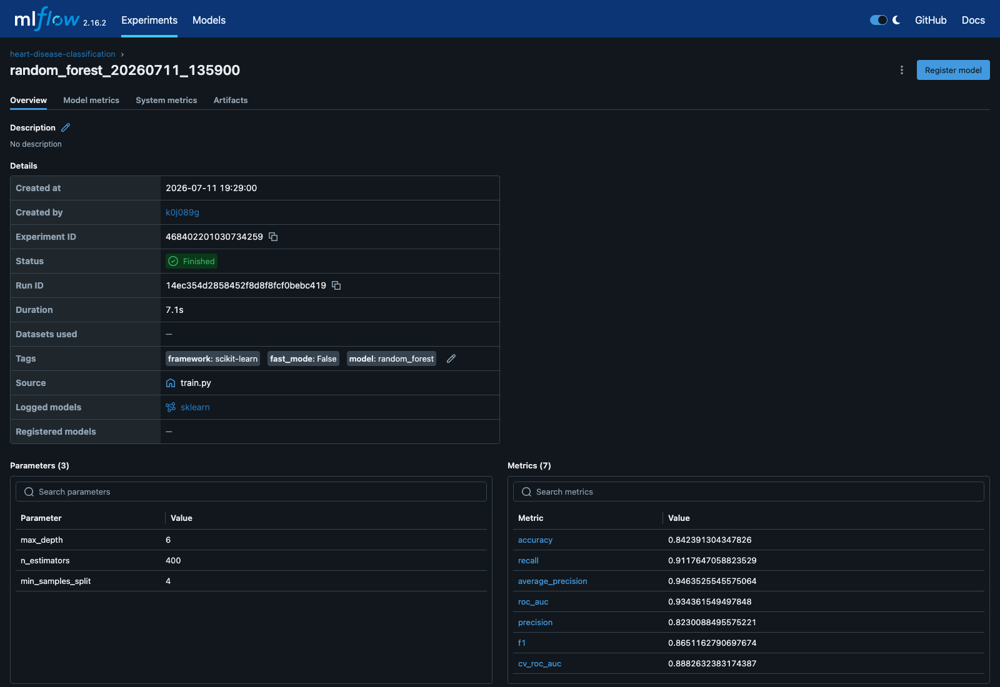 mlflow 2.16.2 Experiments Models GitHub Docs
heart-disease-classification ›
random_forest_20260711_135900
Register model
Overview Model metrics System metrics Artifacts
Description
No description
Details
Created at 2026-07-11 19:29:00
Created by k0j089g
Experiment ID 468402201030734259
Status Finished
Run ID 14ec354d2858452f8d8f8fcf0bebc419
Duration 7.1s
Datasets used —
Tags framework: scikit-learn fast_mode: False model: random_forest
Source train.py
Logged models sklearn
Registered models —
Parameters (3)
Search parameters
Parameter Value
max_depth 6
n_estimators 400
min_samples_split 4
Metrics (7)
Search metrics
Metric Value
accuracy 0.842391304347826
recall 0.9117647058823529
average_precision 0.9463525545575064
roc_auc 0.934361549497848
precision 0.8230088495575221
f1 0.8651162790697674
cv_roc_auc 0.8882632383174387